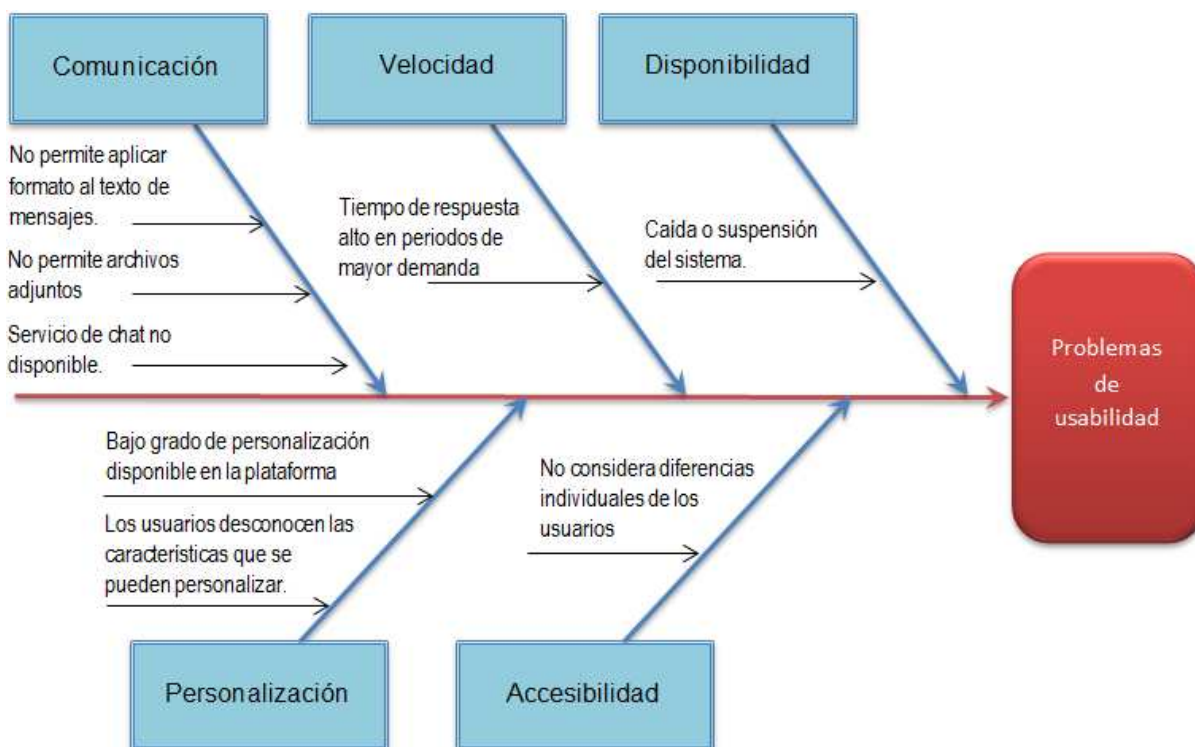 Comunicación
Velocidad
Disponibilidad
No permite aplicar
formato al texto de
mensajes.
No permite archivos
adjuntos
Servicio de chat no
disponible.
Tiempo de respuesta
alto en periodos de
mayor demanda
Caída o suspensión
del sistema.
Problemas
de
usabilidad
Bajo grado de personalización
disponible en la plataforma
Los usuarios desconocen las
características que se
pueden personalizar.
No considera diferencias
individuales de los
usuarios
Personalización
Accesibilidad